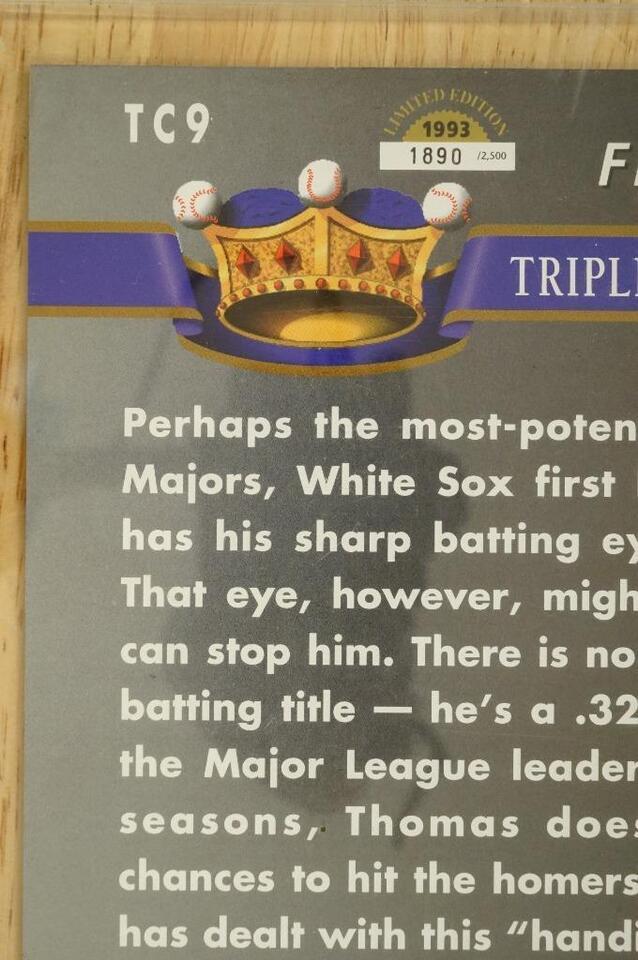 TC9
LIMITED EDITION
1993
1890 /2,500
TRIPL
Perhaps the most-poten
Majors, White Sox first
has his sharp batting ey
That eye, however, migh
can stop him. There is no
batting title — he's a .32
the Major League leader
seasons, Thomas does
chances to hit the homers
has dealt with this "handi